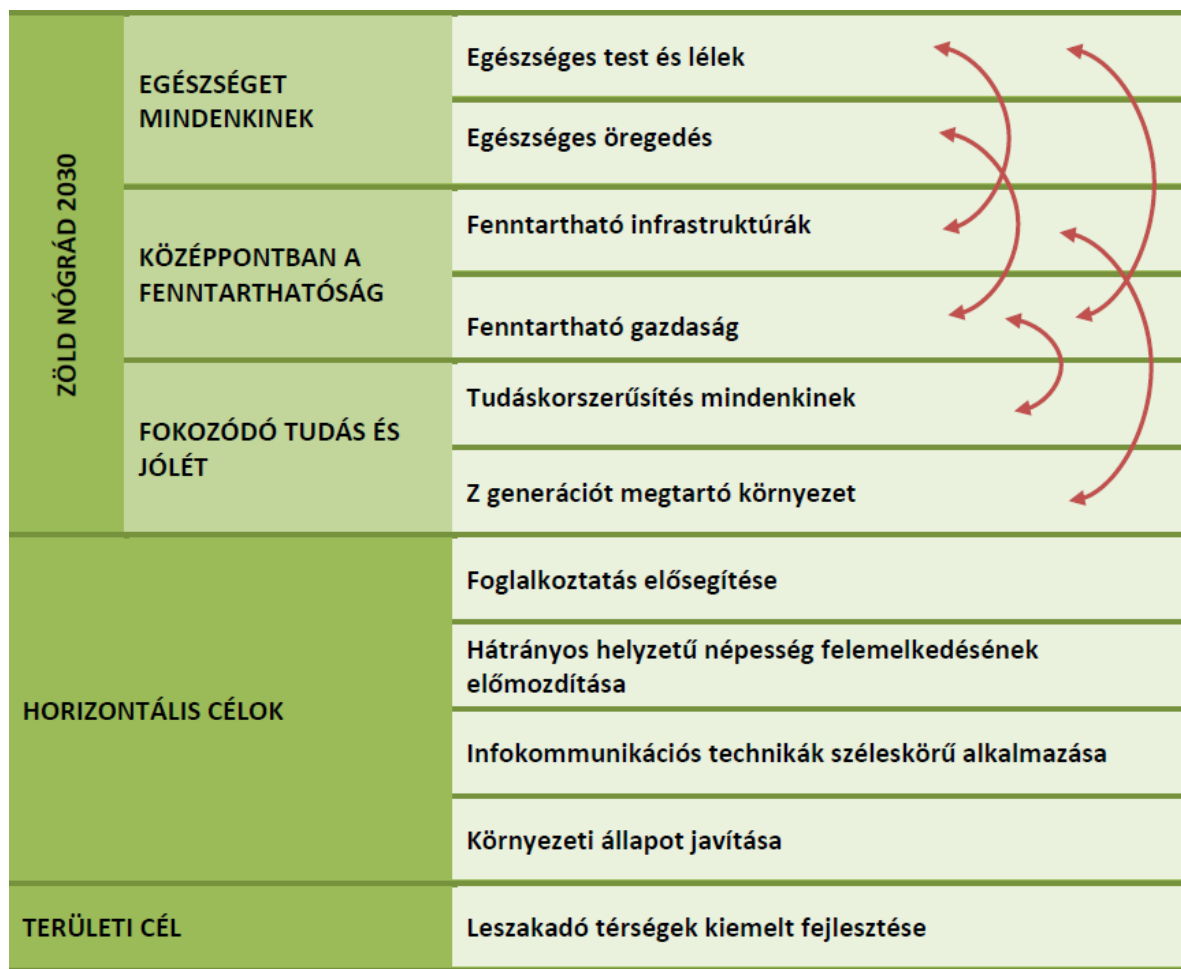 ZÖLD NÓGRÁD 2030
EGÉSZSÉGET
MINDENKINEK
Egészséges test és lélek
Egészséges öregedés
KÖZÉPPONTBAN A
FENNTARTHATÓSÁG
Fenntartható infrastruktúrák
Fenntartható gazdaság
FOKOZÓDÓ TUDÁS ÉS
JÓLÉT
Tudáskorszerűsítés mindenkinek
Z generációt megtartó környezet
HORIZONTÁLIS CÉLOK
Foglalkoztatás elősegítése
Hátrányos helyzetű népesség felemelkedésének
előmozdítása
Infokommunikációs technikák széleskörű alkalmazása
Környezeti állapot javítása
TERÜLETI CÉL
Leszakadó térségek kiemelt fejlesztése